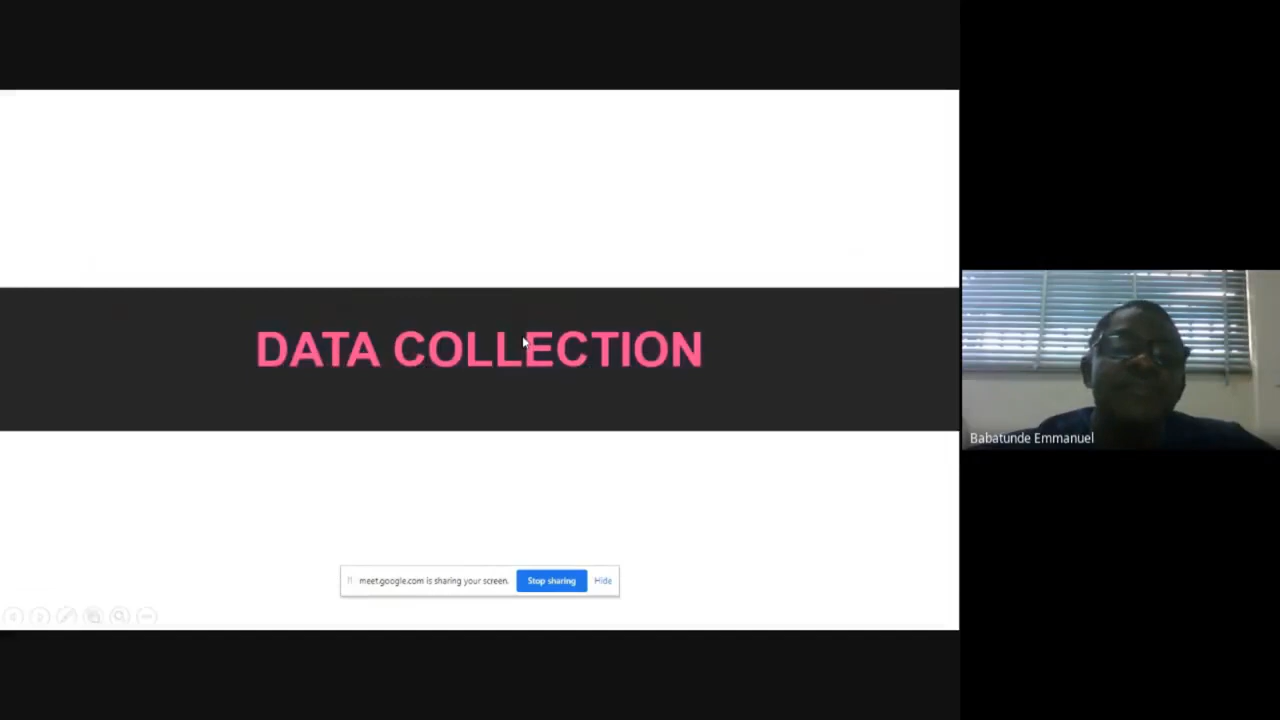 DATA COLLECTION
Babatunde Emmanuel
meet.google.com is sharing your screen.
Stop sharing
Hide